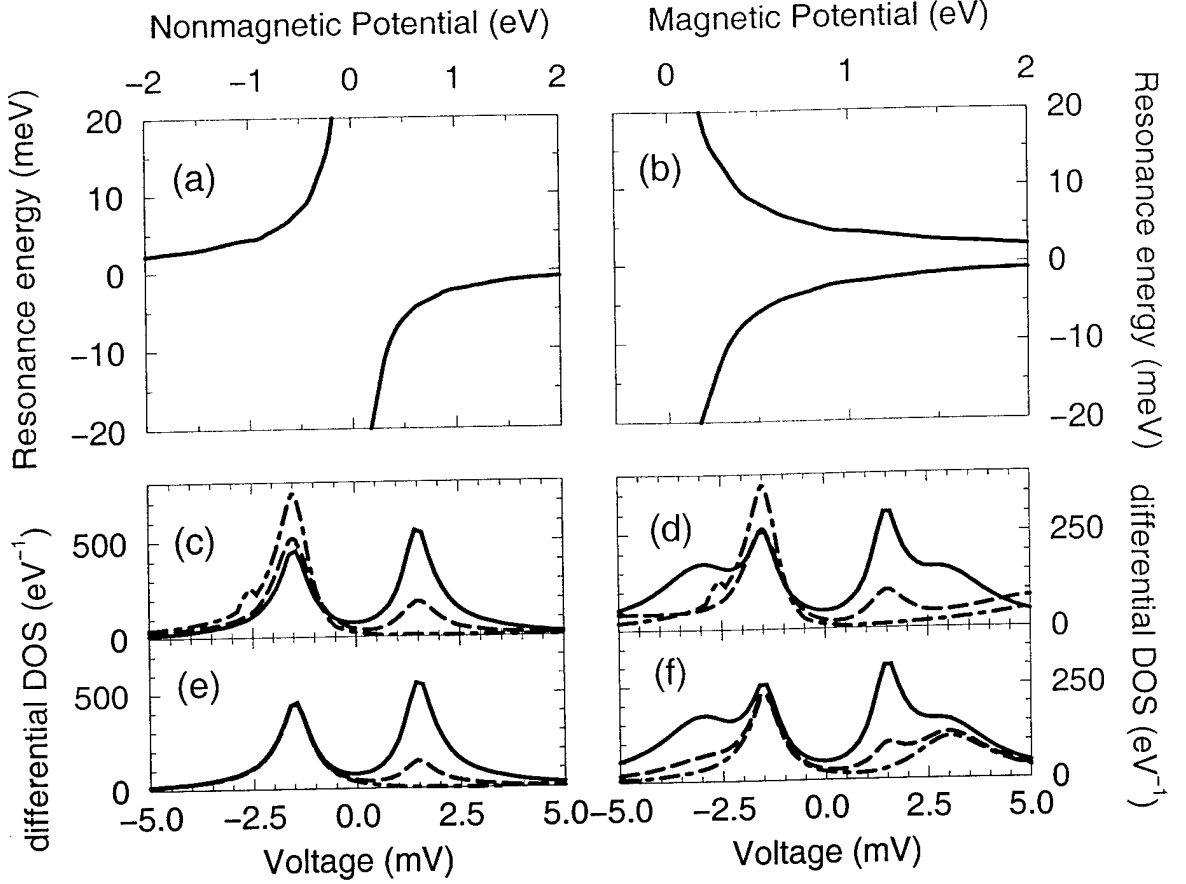 Nonmagnetic Potential (eV)
Magnetic Potential (eV)
−2 −1 0 1 2
0 1 2
Resonance energy (meV)
20
10
0
−10
−20
(a)
(b)
20
10
0
−10
−20
Resonance energy (meV)
differential DOS (eV⁻¹)
500
0
(c)
(d)
250
0
differential DOS (eV⁻¹)
500
0
(e)
(f)
250
0
−5.0 −2.5 0.0 2.5 5.0
−5.0 −2.5 0.0 2.5 5.0
Voltage (mV)
Voltage (mV)